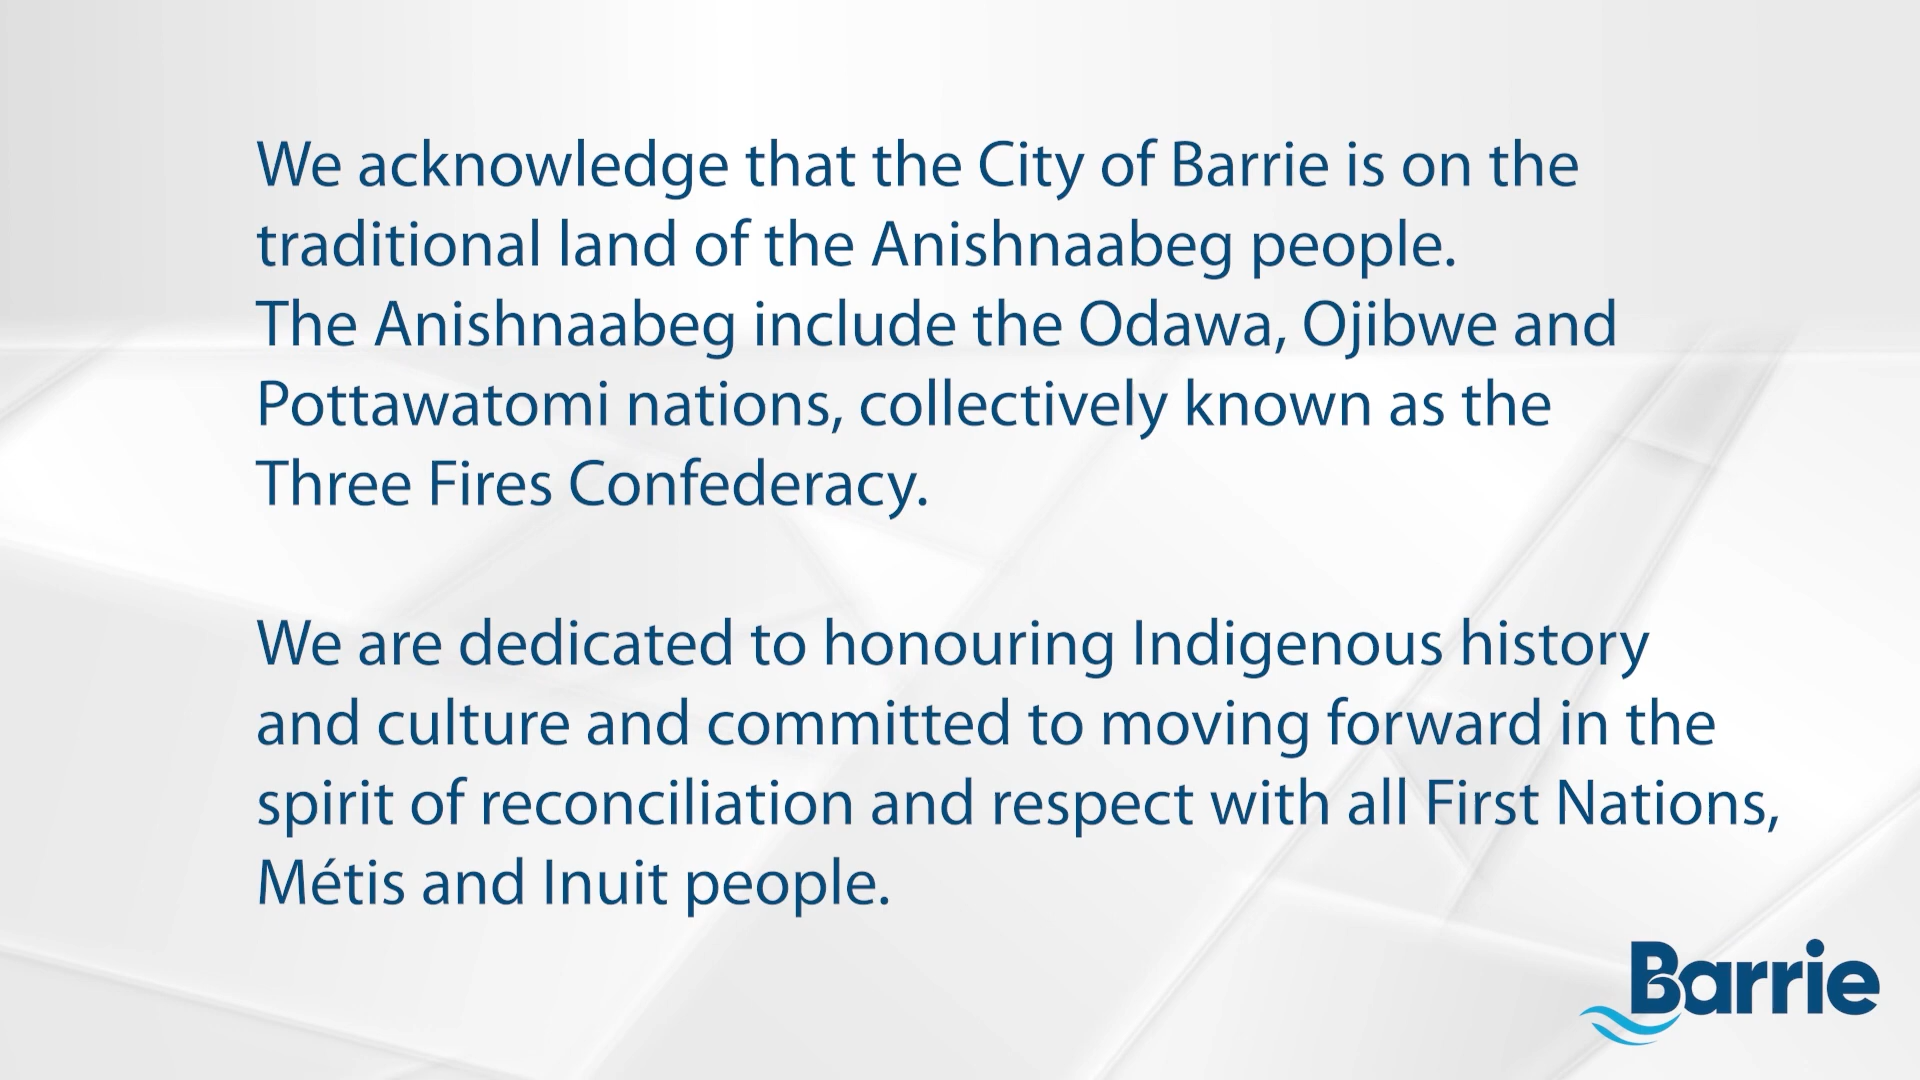 We acknowledge that the City of Barrie is on the
traditional land of the Anishnaabeg people.
The Anishnaabeg include the Odawa, Ojibwe and
Pottawatomi nations, collectively known as the
Three Fires Confederacy.
We are dedicated to honouring Indigenous history
and culture and committed to moving forward in the
spirit of reconciliation and respect with all First Nations,
Métis and Inuit people.
Barrie